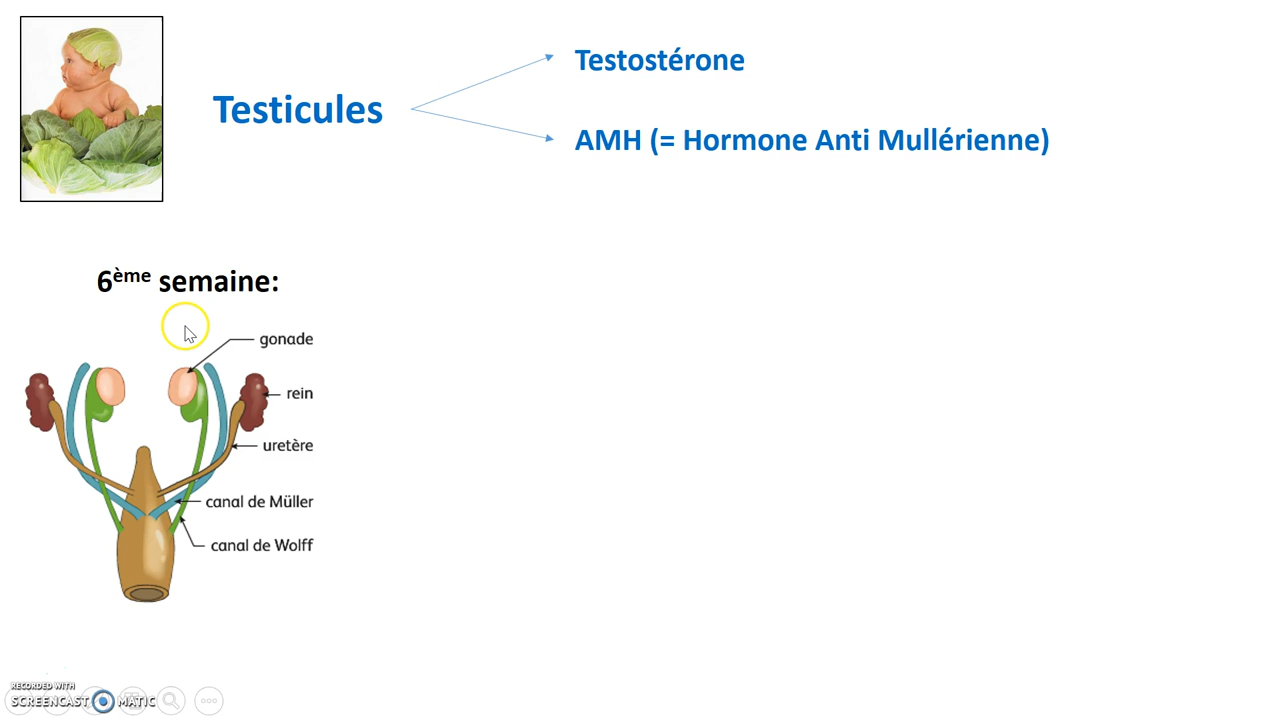 Testostérone
Testicules
AMH (= Hormone Anti Mullérienne)
6ème semaine:
gonade
rein
uretère
canal de Müller
canal de Wolff
RECORDED WITH
SCREENCAST MATIC